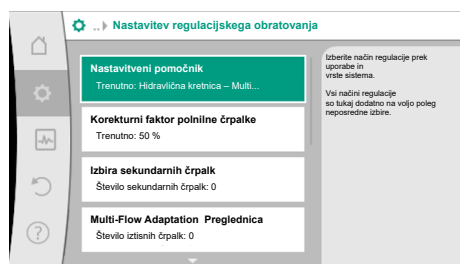 ..▸ Nastavitev regulacijskega obratovanja
Nastavitveni pomočnik
Trenutno: Hidravlična kretnica – Multi...
Korekturni faktor polnilne črpalke
Trenutno: 50 %
Izbira sekundarnih črpalk
Število sekundarnih črpalk: 0
Multi-Flow Adaptation  Preglednica
Število iztisnih črpalk: 0
Izberite način regulacije prek
uporabe in
vrste sistema.
Vsi načini regulacije
so tukaj dodatno na voljo poleg
neposredne izbire.